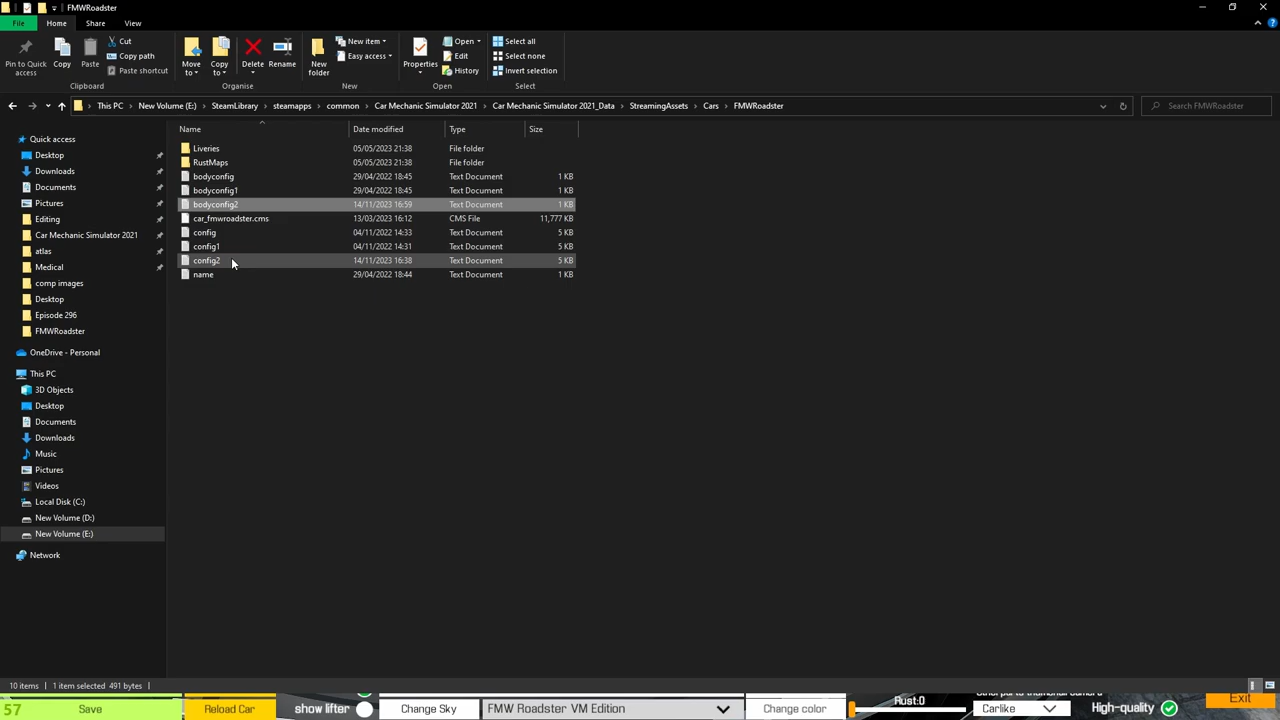 FMWRoadster
File Home Share View
Pin to Quick access
Copy
Paste
Cut
Copy path
Paste shortcut
Move to
Copy to
Delete
Rename
New folder
New item
Easy access
Properties
Open
Edit
History
Select all
Select none
Invert selection
Clipboard Organise New Open Select
This PC > New Volume (E:) > SteamLibrary > steamapps > common > Car Mechanic Simulator 2021 > Car Mechanic Simulator 2021_Data > StreamingAssets > Cars > FMWRoadster
Search FMWRoadster
Name Date modified Type Size
Liveries 05/05/2023 21:38 File folder
RustMaps 05/05/2023 21:38 File folder
bodyconfig 29/04/2022 18:45 Text Document 1 KB
bodyconfig1 29/04/2022 18:45 Text Document 1 KB
bodyconfig2 14/11/2023 16:59 Text Document 1 KB
car_fmwroadster.cms 13/03/2023 16:12 CMS File 11,777 KB
config 04/11/2022 14:33 Text Document 5 KB
config1 04/11/2022 14:31 Text Document 5 KB
config2 14/11/2023 16:38 Text Document 5 KB
name 29/04/2022 18:44 Text Document 1 KB
Quick access
Desktop
Downloads
Documents
Pictures
Editing
Car Mechanic Simulator 2021
atlas
Medical
comp images
Desktop
Episode 296
FMWRoadster
OneDrive - Personal
This PC
3D Objects
Desktop
Documents
Downloads
Music
Pictures
Videos
Local Disk (C:)
New Volume (D:)
New Volume (E:)
Network
10 items 1 item selected 491 bytes
57 Save Reload Car show lifter Change Sky FMW Roadster VM Edition Change color Rust:0 Carlike High-quality Exit